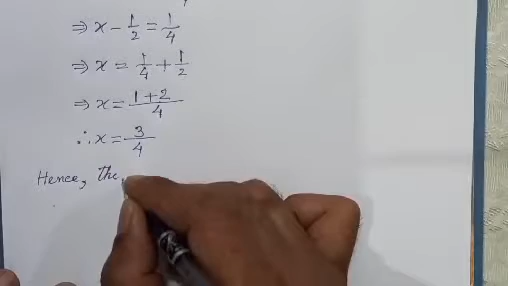 ⇒ x - 1/2 = 1/4
⇒ x = 1/4 + 1/2
⇒ x = 1+2/4
∴ x = 3/4
Hence, the